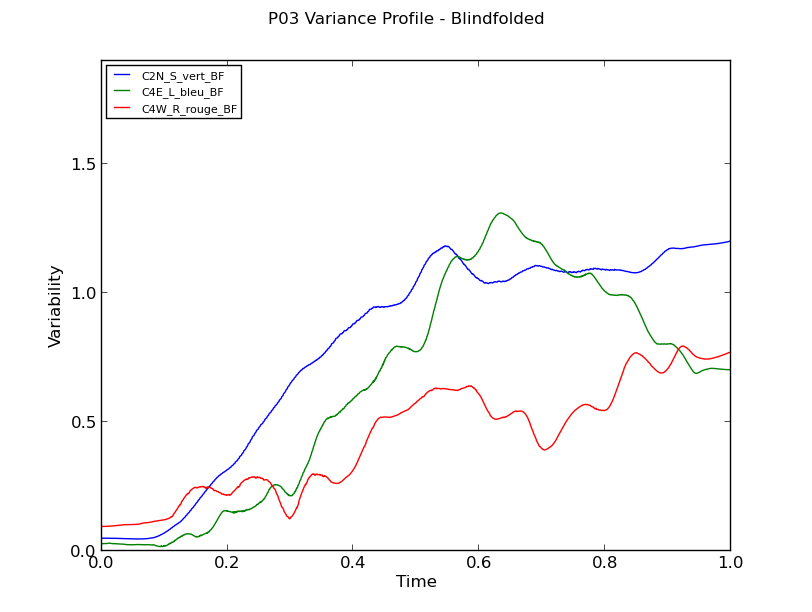 P03 Variance Profile - Blindfolded
C2N_S_vert_BF
C4E_L_bleu_BF
C4W_R_rouge_BF
1.5
1.0
0.5
0.0
Variability
0.0 0.2 0.4 0.6 0.8 1.0
Time